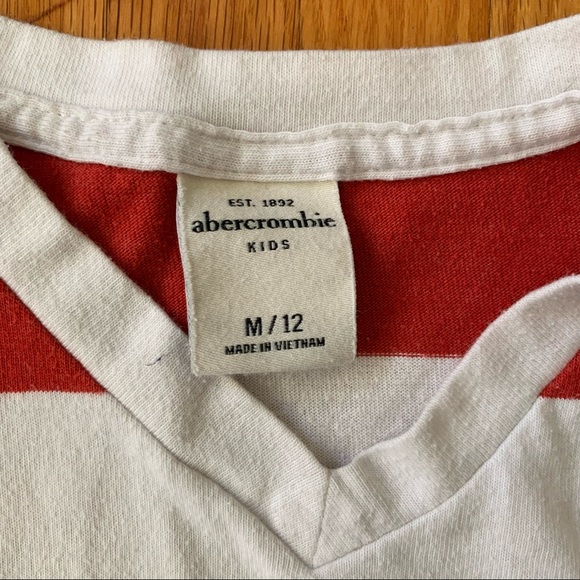 EST. 1892
abercrombie
KIDS
M/12
MADE IN VIETNAM